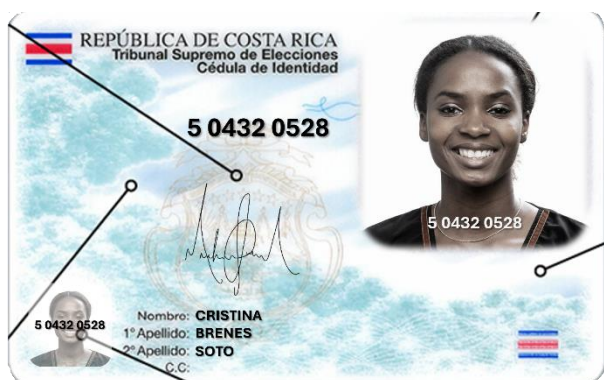 REPÚBLICA DE COSTA RICA
Tribunal Supremo de Elecciones
Cédula de Identidad
5 0432 0528
5 0432 0528
5 0432 0528
Nombre: CRISTINA
1° Apellido: BRENES
2° Apellido: SOTO
C.C: